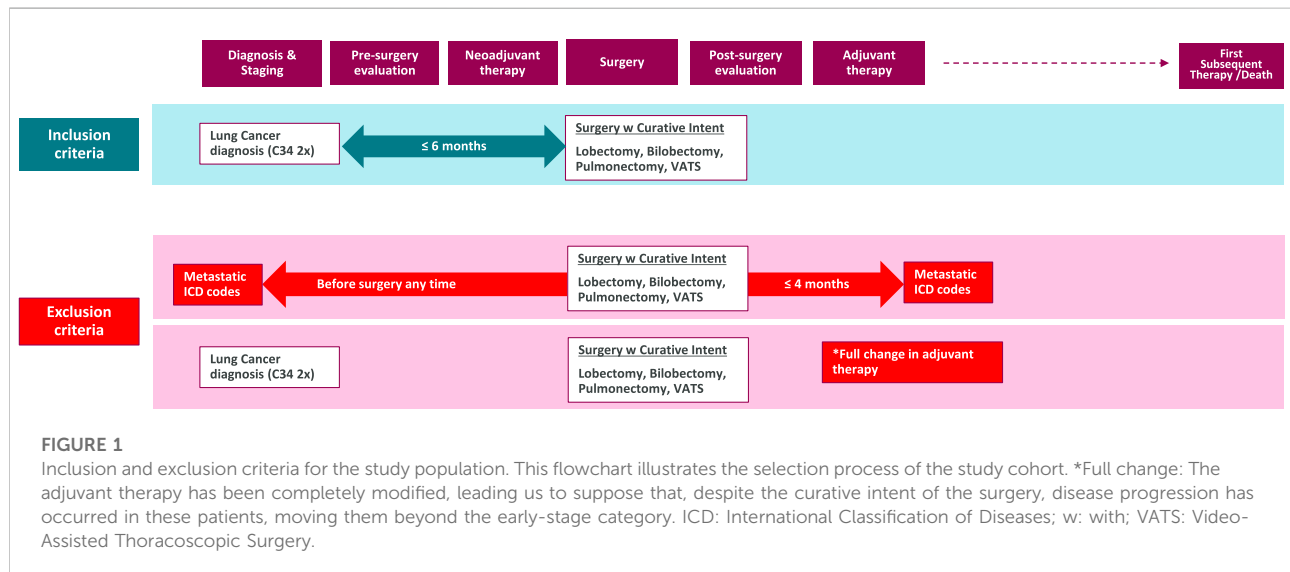 Diagnosis &
Staging
Pre-surgery
evaluation
Neoadjuvant
therapy
Surgery
Post-surgery
evaluation
Adjuvant
therapy
First
Subsequent
Therapy /Death
Inclusion
criteria
Lung Cancer
diagnosis (C34 2x)
≤ 6 months
Surgery w Curative Intent
Lobectomy, Bilobectomy,
Pulmonectomy, VATS
Exclusion
criteria
Metastatic
ICD codes
Before surgery any time
Surgery w Curative Intent
Lobectomy, Bilobectomy,
Pulmonectomy, VATS
≤ 4 months
Metastatic
ICD codes
Lung Cancer
diagnosis (C34 2x)
Surgery w Curative Intent
Lobectomy, Bilobectomy,
Pulmonectomy, VATS
*Full change in adjuvant
therapy
FIGURE 1
Inclusion and exclusion criteria for the study population. This flowchart illustrates the selection process of the study cohort. *Full change: The
adjuvant therapy has been completely modified, leading us to suppose that, despite the curative intent of the surgery, disease progression has
occurred in these patients, moving them beyond the early-stage category. ICD: International Classification of Diseases; w: with; VATS: Video-
Assisted Thoracoscopic Surgery.